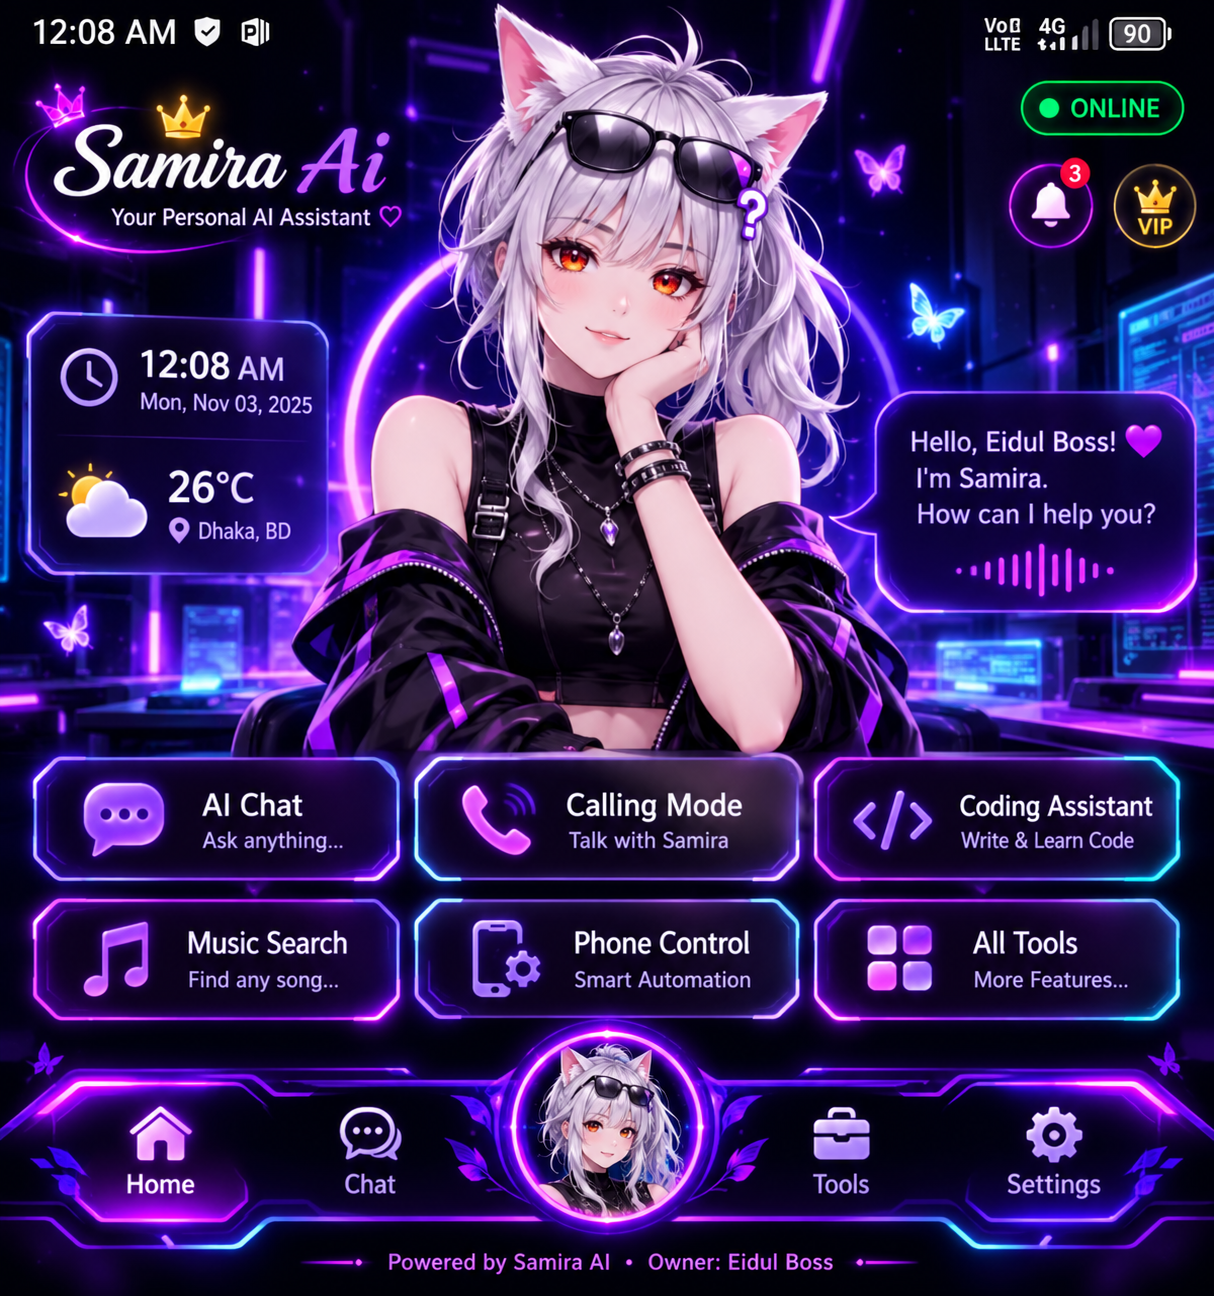 12:08 AM
Vo LTE 4G 90
Samira Ai
Your Personal AI Assistant
ONLINE
3
VIP
?
12:08 AM
Mon, Nov 03, 2025
26°C
Dhaka, BD
Hello, Eidul Boss!
I'm Samira.
How can I help you?
AI Chat
Ask anything...
Calling Mode
Talk with Samira
Coding Assistant
Write & Learn Code
Music Search
Find any song...
Phone Control
Smart Automation
All Tools
More Features...
Home
Chat
Tools
Settings
Powered by Samira AI • Owner: Eidul Boss